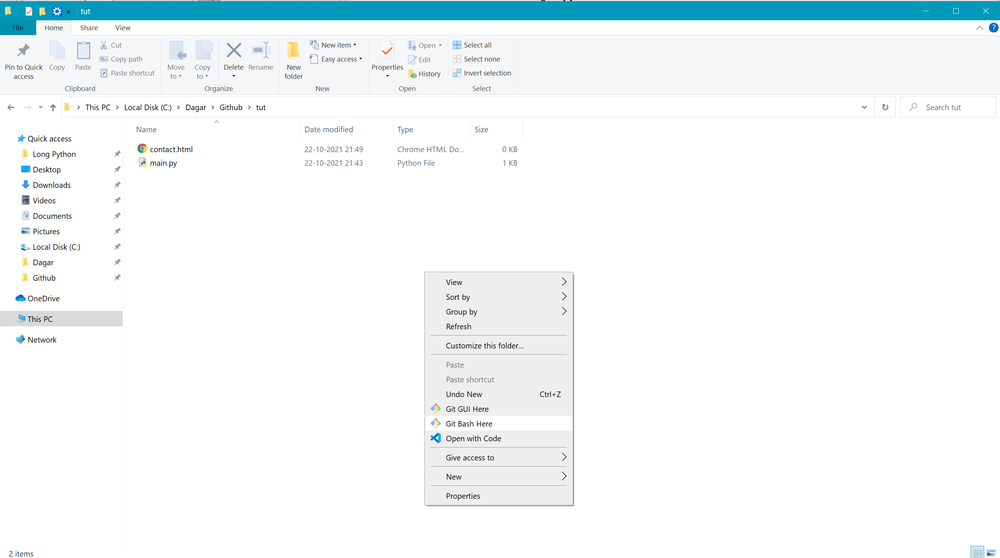 tut
File Home Share View
Pin to Quick access
Copy
Paste
Cut
Copy path
Paste shortcut
Clipboard
Move to
Copy to
Delete
Rename
Organize
New folder
New item
Easy access
New
Properties
Open
Edit
History
Open
Select all
Select none
Invert selection
Select
This PC Local Disk (C:) Dagar Github tut
Search tut
Quick access
Long Python
Desktop
Downloads
Videos
Documents
Pictures
Local Disk (C:)
Dagar
Github
OneDrive
This PC
Network
Name Date modified Type Size
contact.html 22-10-2021 21:49 Chrome HTML Do... 0 KB
main.py 22-10-2021 21:43 Python File 1 KB
View
Sort by
Group by
Refresh
Customize this folder...
Paste
Paste shortcut
Undo New Ctrl+Z
Git GUI Here
Git Bash Here
Open with Code
Give access to
New
Properties
2 items